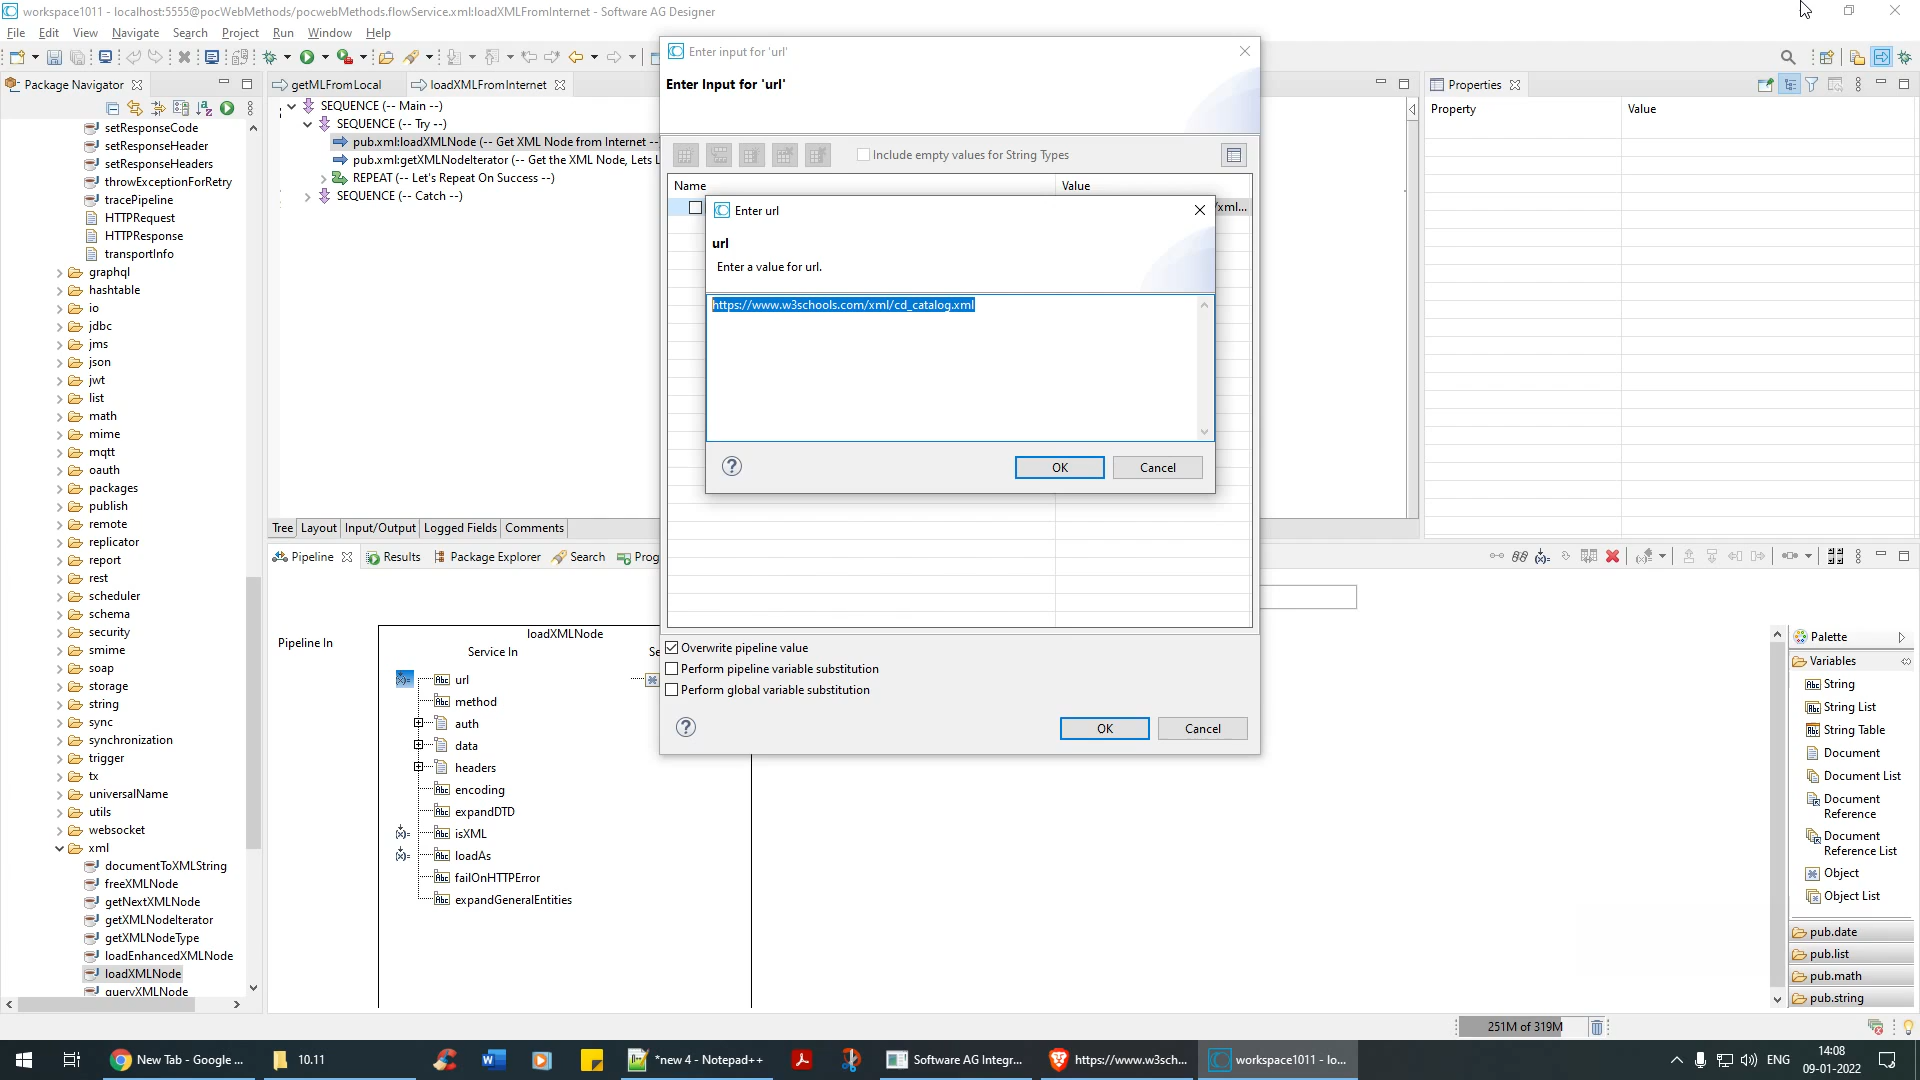 workspace1011 - localhost:5555@pocWebMethods/pocwebMethods.flowService.xml:loadXMLFromInternet - Software AG Designer
File Edit View Navigate Search Project Run Window Help
Package Navigator
setResponseCode
setResponseHeader
setResponseHeaders
throwExceptionForRetry
tracePipeline
HTTPRequest
HTTPResponse
transportInfo
graphql
hashtable
io
jdbc
jms
json
jwt
list
math
mime
mqtt
oauth
packages
publish
remote
replicator
report
rest
scheduler
schema
security
smime
soap
storage
string
sync
synchronization
trigger
tx
universalName
utils
websocket
xml
documentToXMLString
freeXMLNode
getNextXMLNode
getXMLNodeIterator
getXMLNodeType
loadEnhancedXMLNode
loadXMLNode
queryXMLNode
getMLFromLocal
loadXMLFromInternet
SEQUENCE (-- Main --)
SEQUENCE (-- Try --)
pub.xml:loadXMLNode (-- Get XML Node from Internet --
pub.xml:getXMLNodeIterator (-- Get the XML Node, Lets L
REPEAT (-- Let's Repeat On Success --)
SEQUENCE (-- Catch --)
Tree Layout Input/Output Logged Fields Comments
Pipeline Results Package Explorer Search Prog
Pipeline In
loadXMLNode
Service In
Se
url
method
auth
data
headers
encoding
expandDTD
isXML
loadAs
failOnHTTPError
expandGeneralEntities
Enter input for 'url'
Enter Input for 'url'
Include empty values for String Types
Name Value
/xml...
Enter url
url
Enter a value for url.
https://www.w3schools.com/xml/cd_catalog.xml
OK Cancel
Overwrite pipeline value
Perform pipeline variable substitution
Perform global variable substitution
OK Cancel
Properties
Property Value
Palette
Variables
String
String List
String Table
Document
Document List
Document
Reference
Document
Reference List
Object
Object List
pub.date
pub.list
pub.math
pub.string
251M of 319M
New Tab - Google ...
10.11
*new 4 - Notepad++
Software AG Integr...
https://www.w3sch...
workspace1011 - lo...
ENG
14:08
09-01-2022